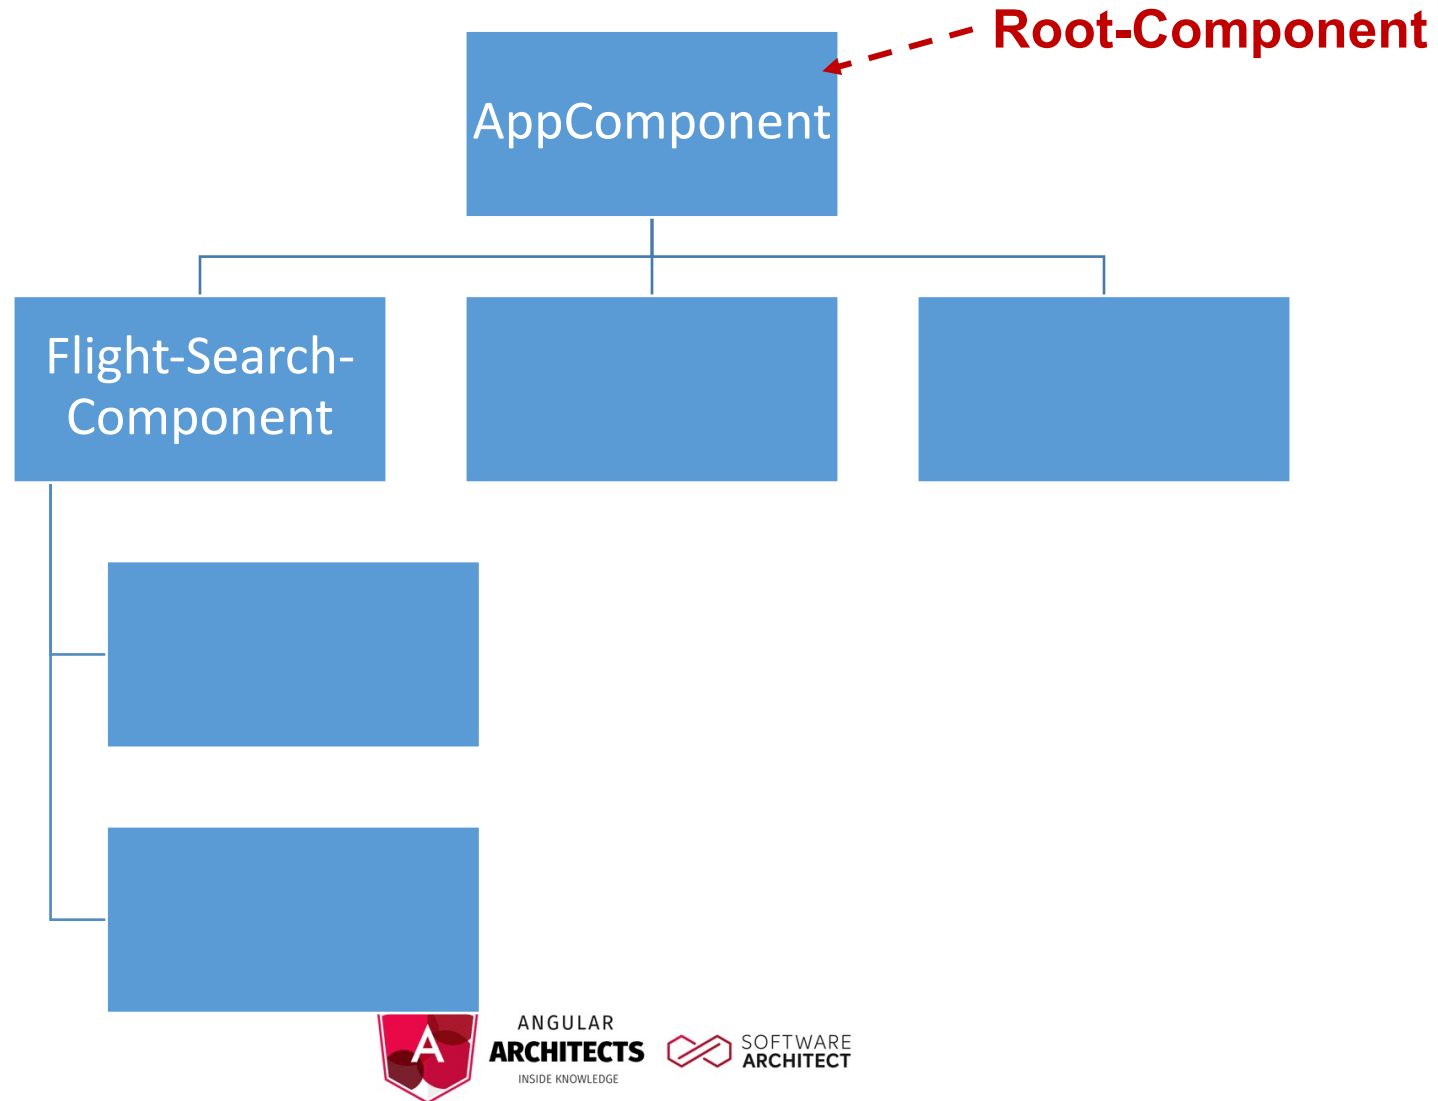 Root-Component
AppComponent
Flight-Search-
Component
A
ANGULAR
ARCHITECTS
INSIDE KNOWLEDGE
SOFTWARE
ARCHITECT